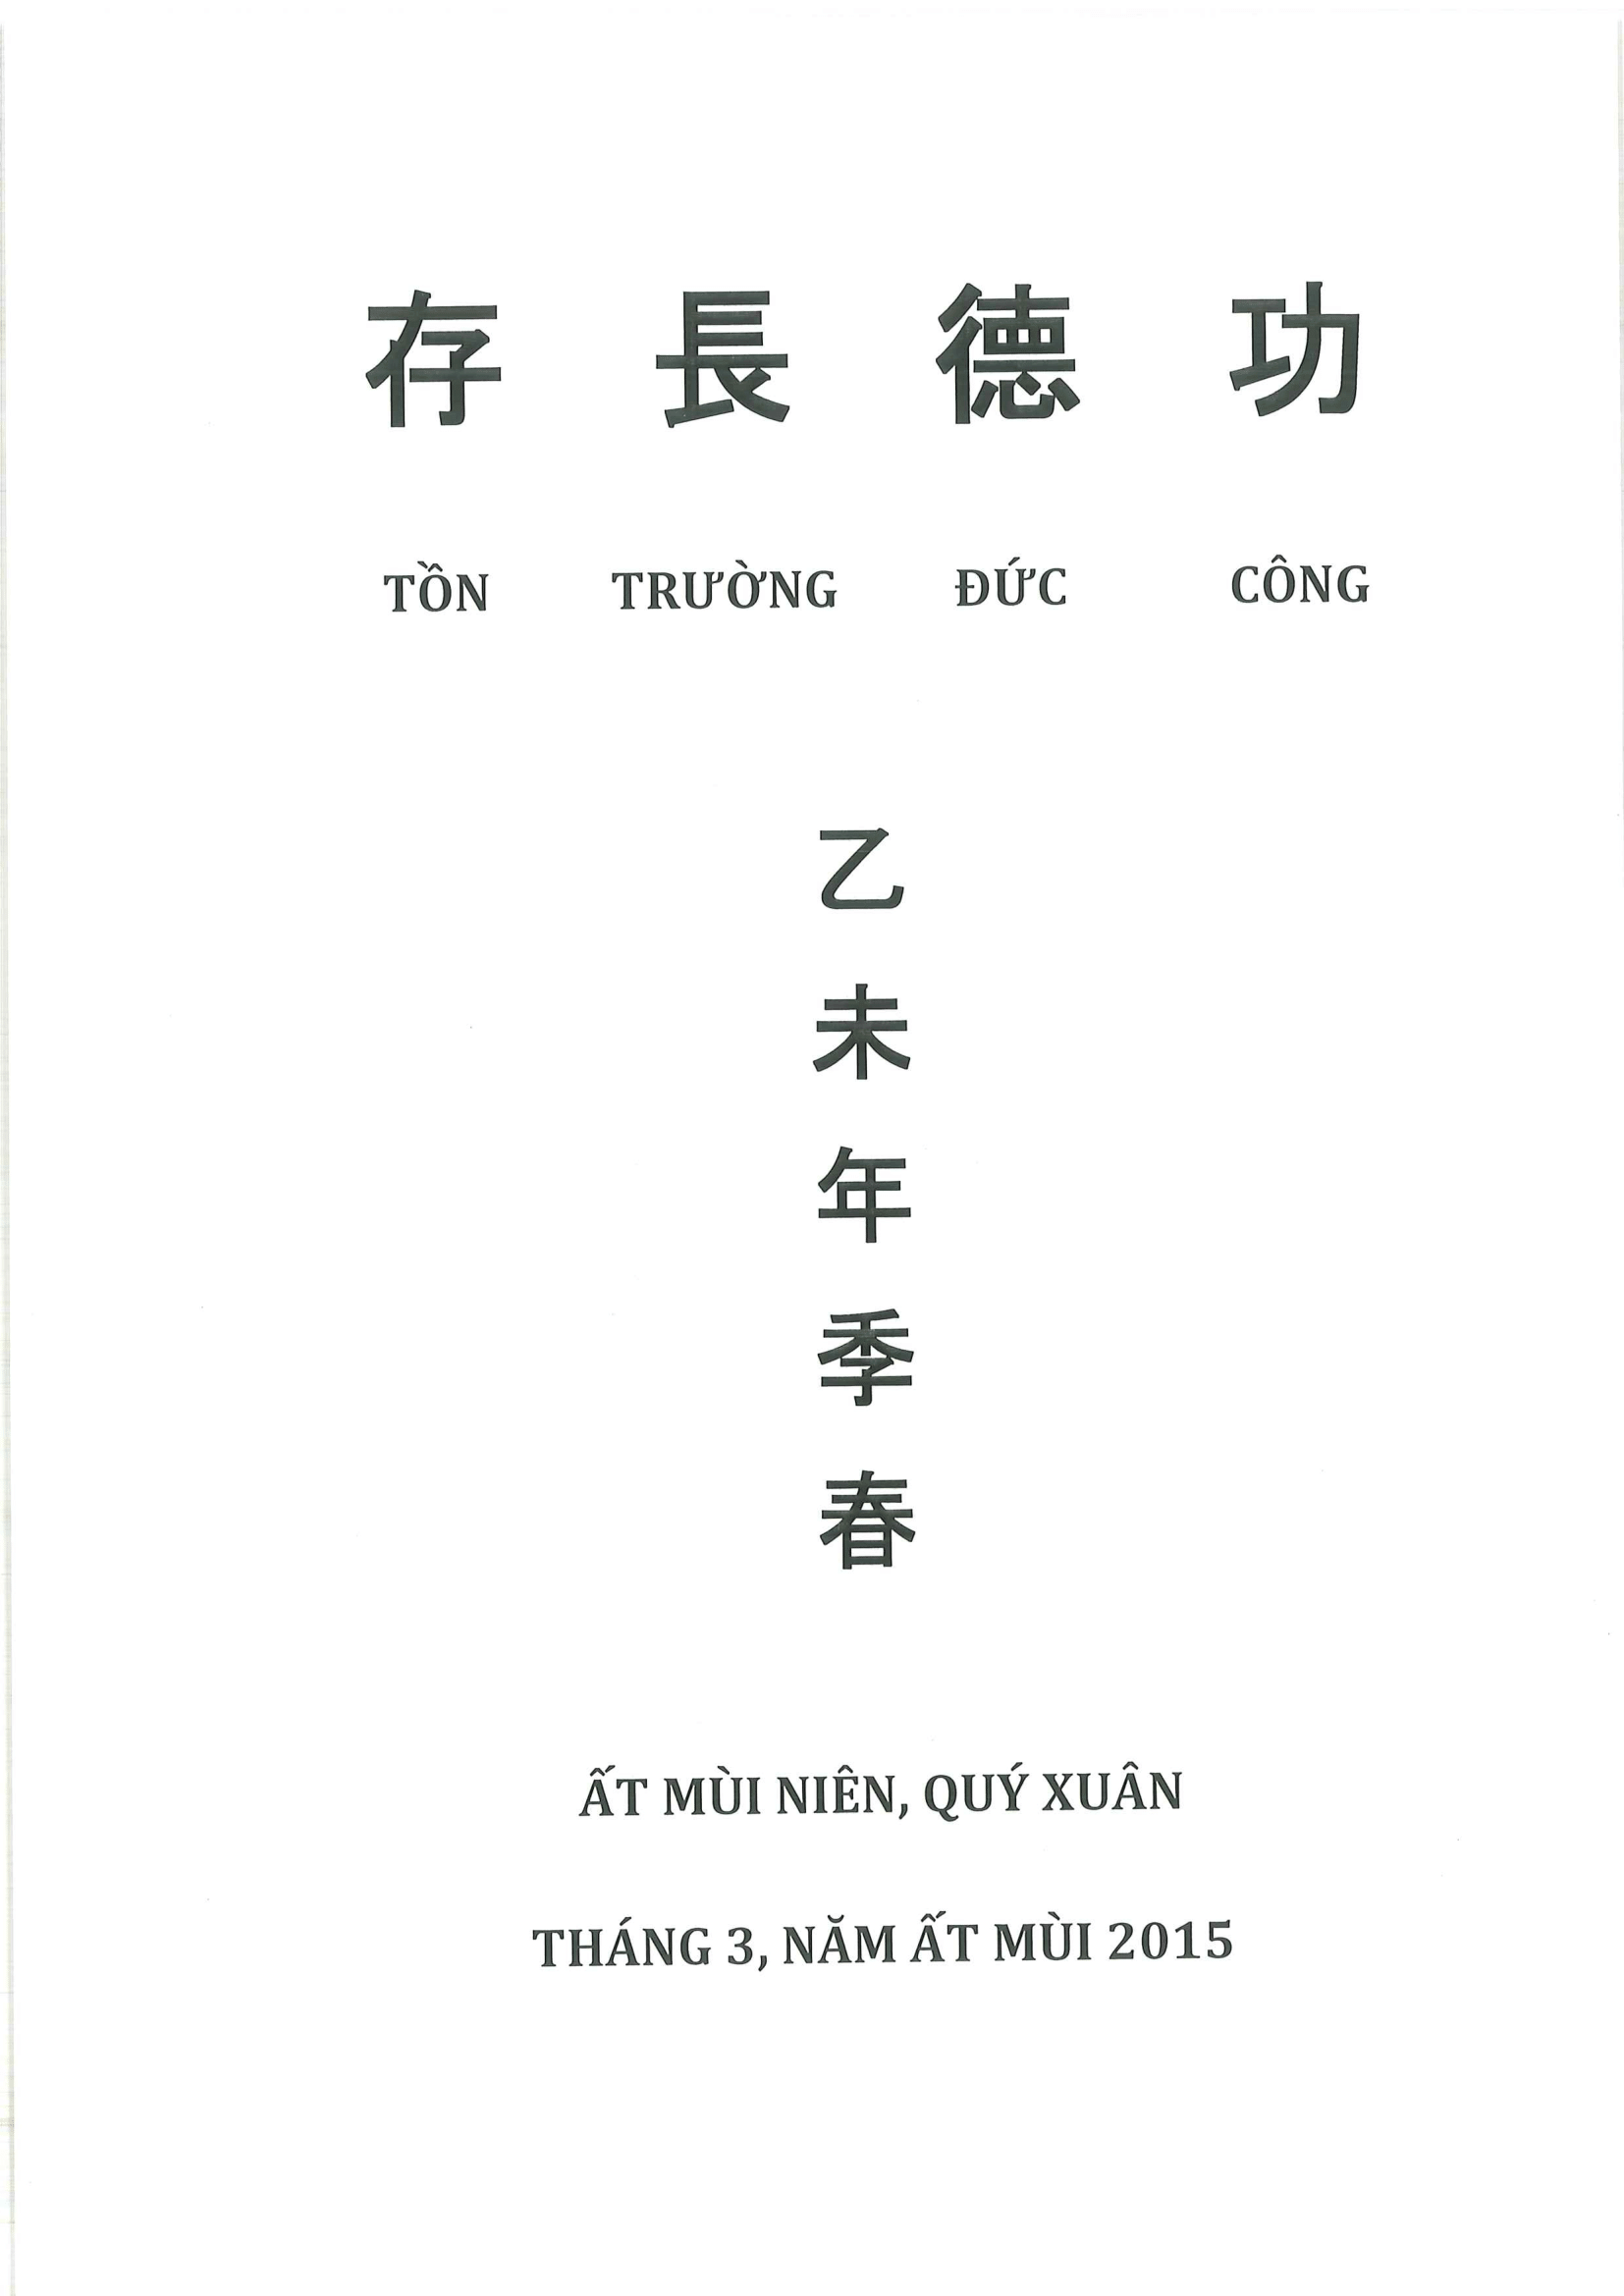 存 長 德 功
TỒN TRƯỜNG ĐỨC CÔNG
乙
未
年
季
春
ẤT MÙI NIÊN, QUÝ XUÂN
THÁNG 3, NĂM ẤT MÙI 2015